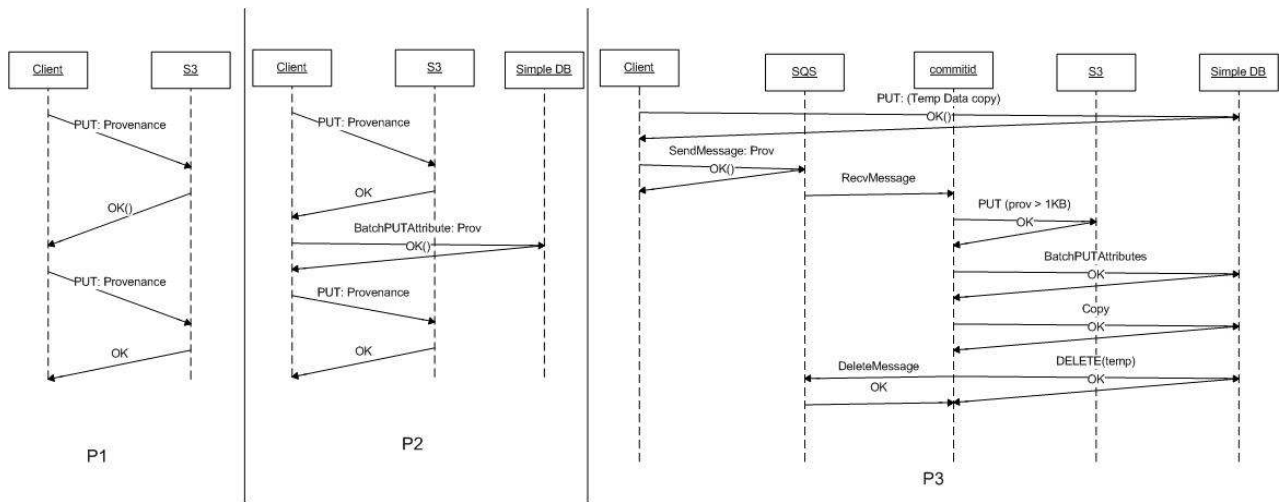 Client
S3
PUT: Provenance
OK()
PUT: Provenance
OK
P1
Client
S3
Simple DB
PUT: Provenance
OK
BatchPUTAttribute: Prov
OK()
PUT: Provenance
OK
P2
Client
SQS
commitid
S3
Simple DB
PUT: (Temp Data copy)
OK()
SendMessage: Prov
OK()
RecvMessage
PUT (prov > 1KB)
OK
BatchPUTAttributes
OK
Copy
OK
DeleteMessage
DELETE(temp)
OK
OK
P3